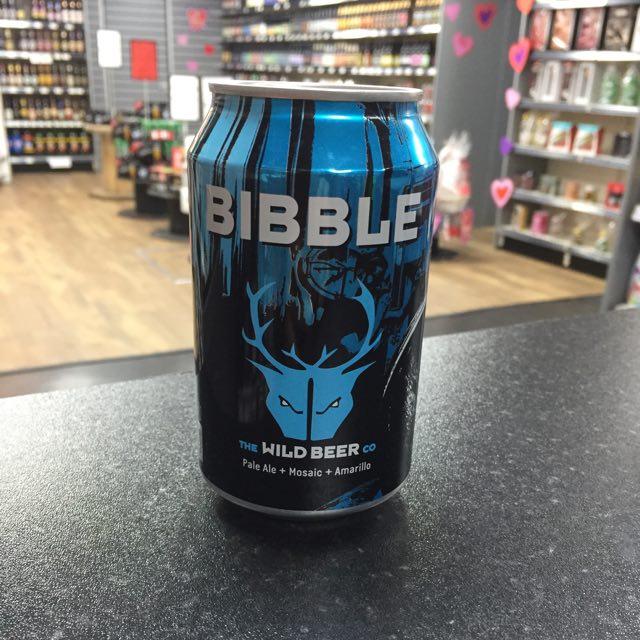 BIBBLE
THE WILD BEER CO
Pale Ale + Mosaic + Amarillo